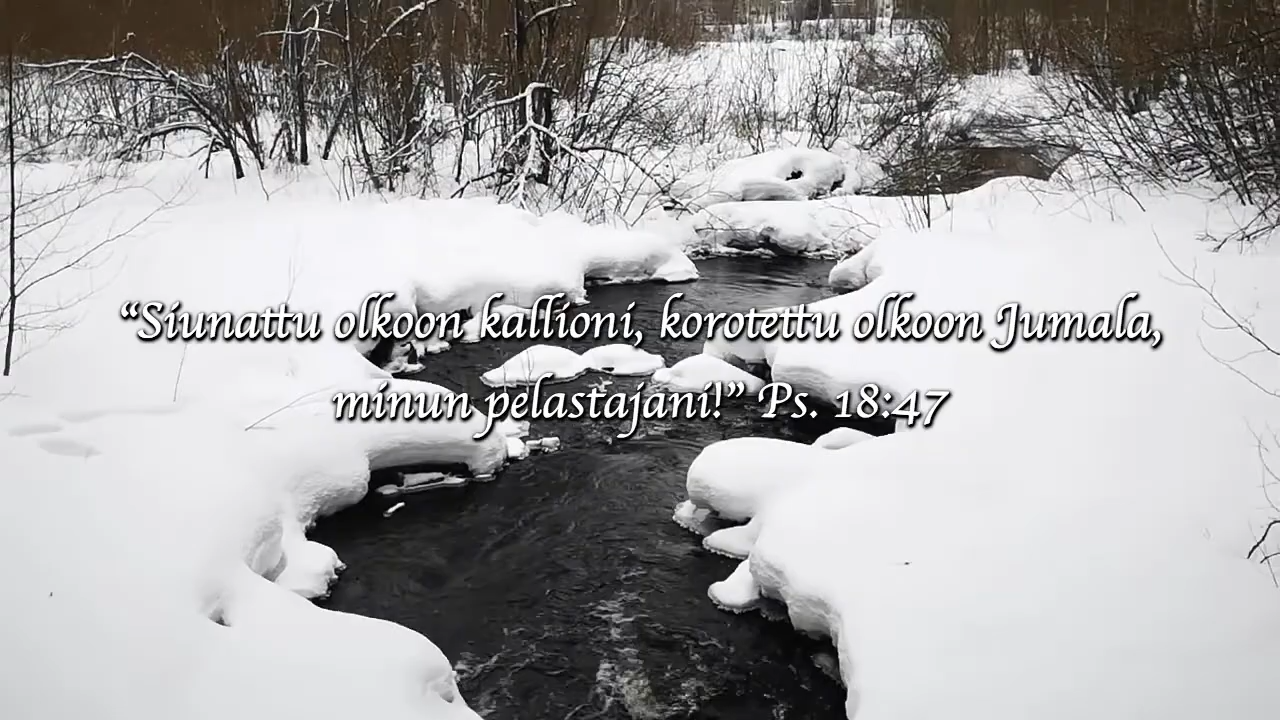 “Siunattu olkoon kallioni, korotettu olkoon Jumala,
minun pelastajani!” Ps. 18:47